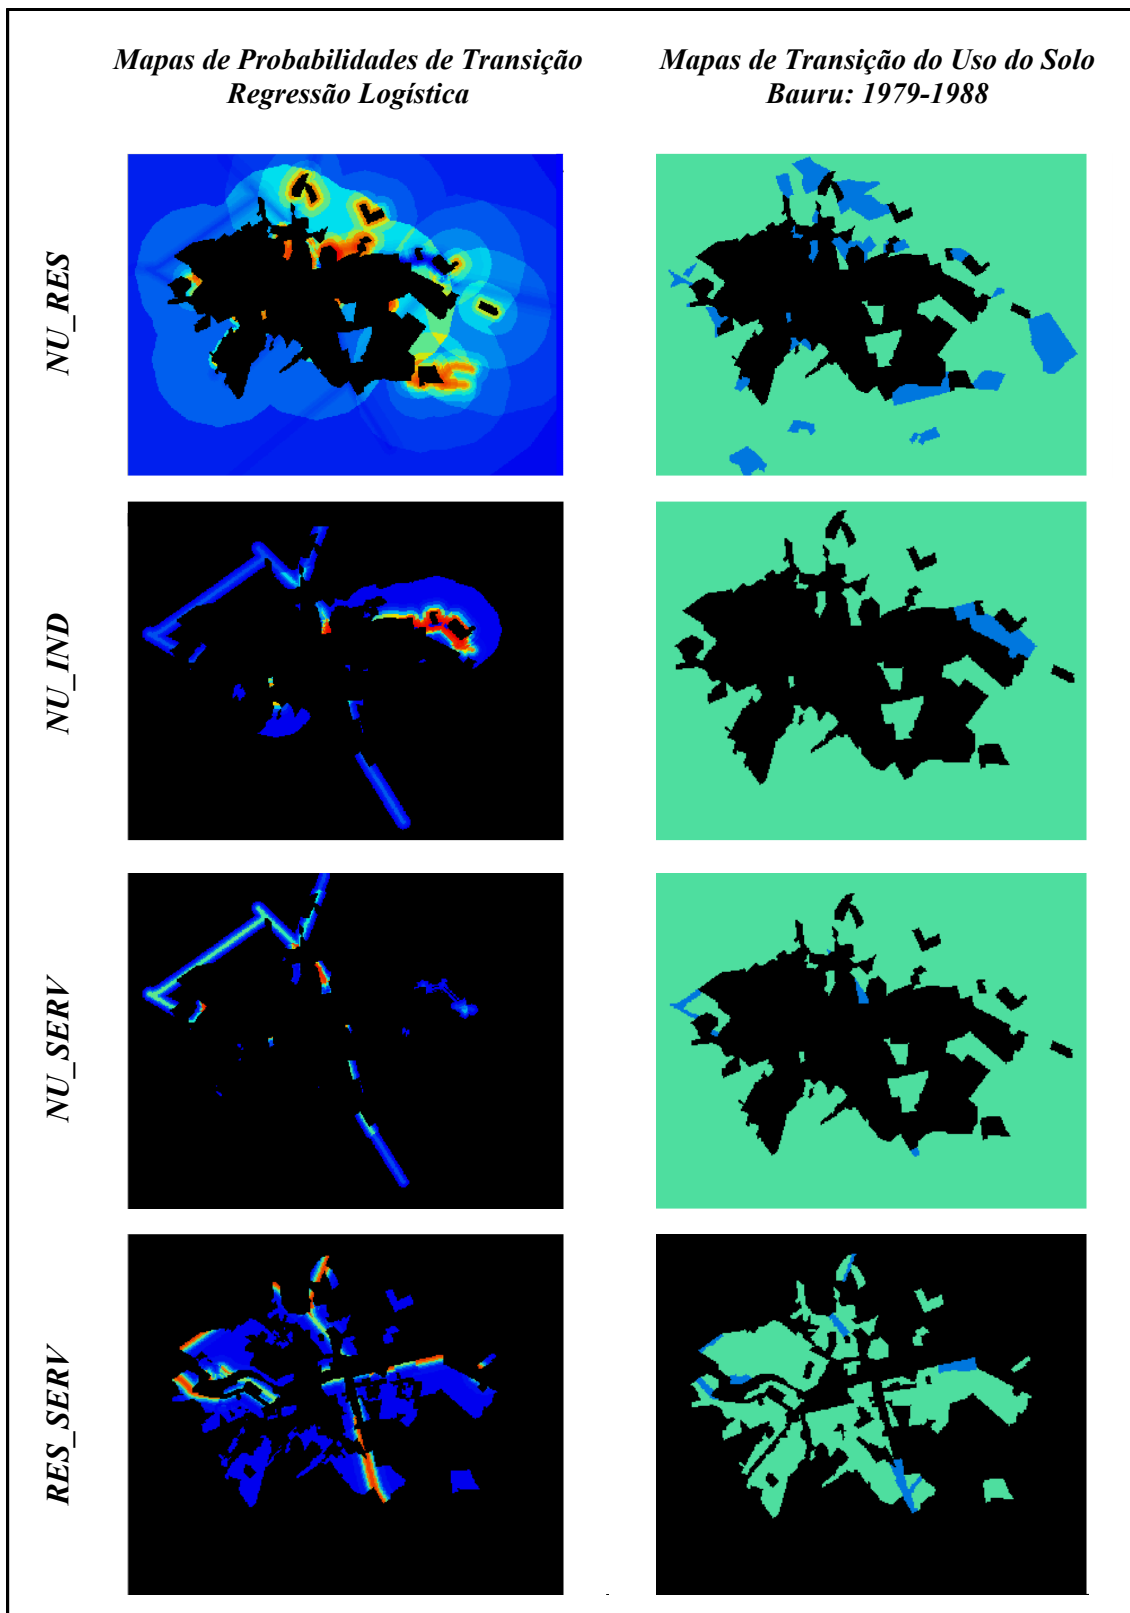 Mapas de Probabilidades de Transição
Regressão Logística
Mapas de Transição do Uso do Solo
Bauru: 1979-1988
NU_RES
NU_IND
NU_SERV
RES_SERV